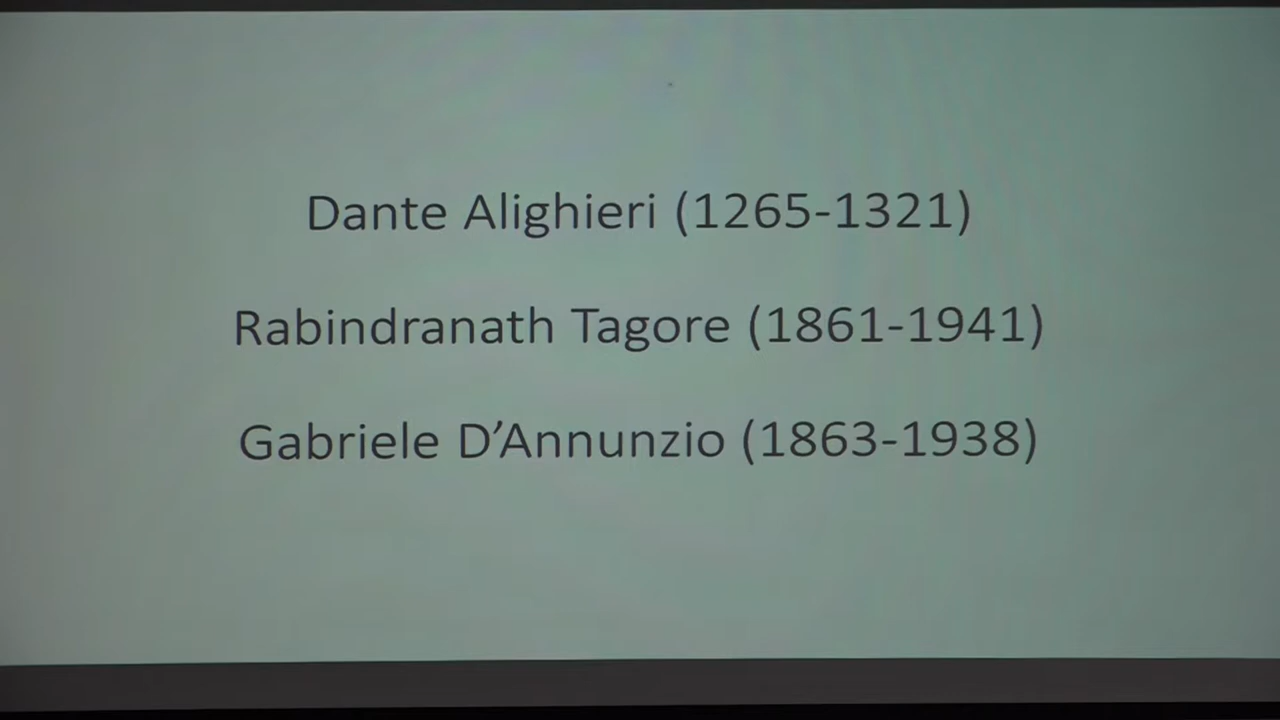 Dante Alighieri (1265-1321)
Rabindranath Tagore (1861-1941)
Gabriele D’Annunzio (1863-1938)